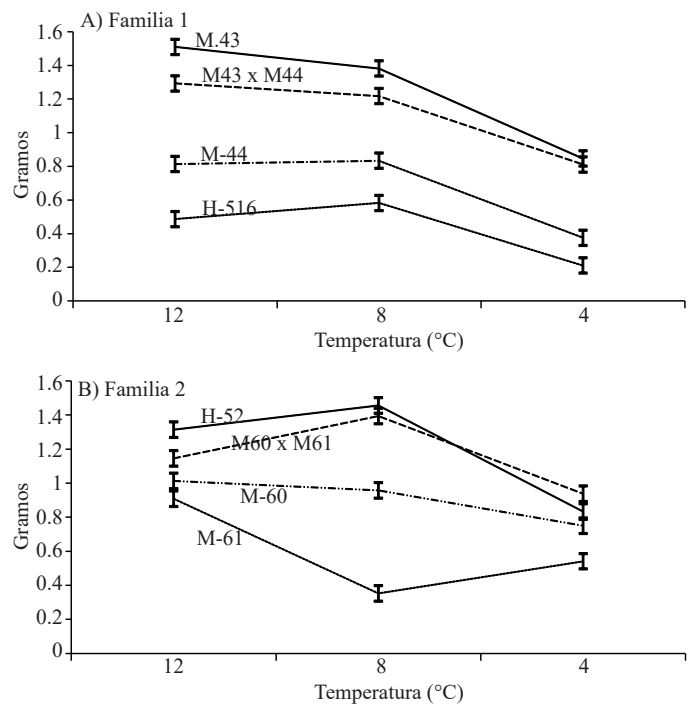 A) Familia 1
1.6
1.4
1.2
1
0.8
0.6
0.4
0.2
0
Gramos
M.43
M43 x M44
M-44
H-516
12
8
4
Temperatura (°C)
B) Familia 2
1.6
1.4
1.2
1
0.8
0.6
0.4
0.2
0
Gramos
H-52
M60 x M61
M-60
M-61
12
8
4
Temperatura (°C)